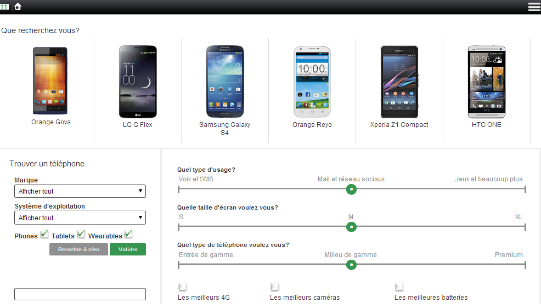 11
Que recherchez vous?
Orange Gova
LG G Flex
Samsung Galaxy S4
Orange Reyo
Xperia Z1 Compact
HTC ONE
Trouver un téléphone
Marque
Afficher tout
Système d'exploitation
Afficher tout
Phones Tablets Wearables
Remettre à zéro Valider
Quel type d'usage?
Voix et SMS Mail et réseau sociaux Jeux et beaucoup plus
Quelle taille d'écran voulez vous?
S M XL
Quel type de téléphone voulez vous?
Entrée de gamme Milieu de gamme Premium
Les meilleurs 4G Les meilleurs caméras Les meilleures batteries